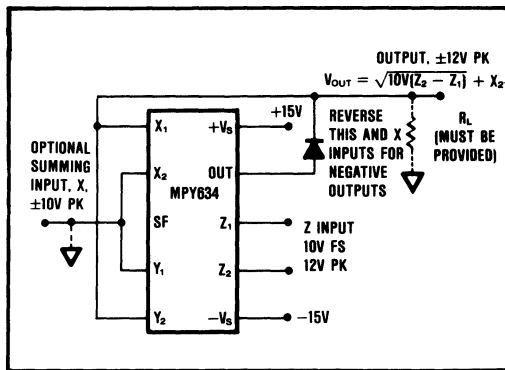 OUTPUT, ±12V PK
V_OUT = √10V(Z₂ − Z₁) + X₂
+15V
OPTIONAL
SUMMING
INPUT, X,
±10V PK
X₁
X₂
SF
Y₁
Y₂
MPY634
+Vs
OUT
Z₁
Z₂
−Vs
REVERSE
THIS AND X
INPUTS FOR
NEGATIVE
OUTPUTS
R_L
(MUST BE
PROVIDED)
Z INPUT
10V FS
12V PK
−15V